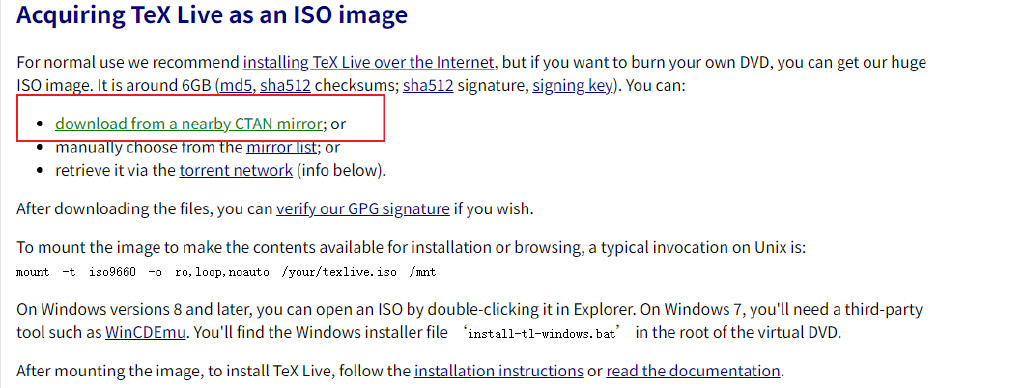 Acquiring TeX Live as an ISO image
For normal use we recommend installing TeX Live over the Internet, but if you want to burn your own DVD, you can get our huge
ISO image. It is around 6GB (md5, sha512 checksums; sha512 signature, signing key). You can:
• download from a nearby CTAN mirror; or
• manually choose from the mirror list; or
• retrieve it via the torrent network (info below).
After downloading the files, you can verify our GPG signature if you wish.
To mount the image to make the contents available for installation or browsing, a typical invocation on Unix is:
mount -t iso9660 -o ro,loop,noauto /your/texlive.iso /mnt
On Windows versions 8 and later, you can open an ISO by double-clicking it in Explorer. On Windows 7, you'll need a third-party
tool such as WinCDEmu. You'll find the Windows installer file ‘install-tl-windows.bat’ in the root of the virtual DVD.
After mounting the image, to install TeX Live, follow the installation instructions or read the documentation.